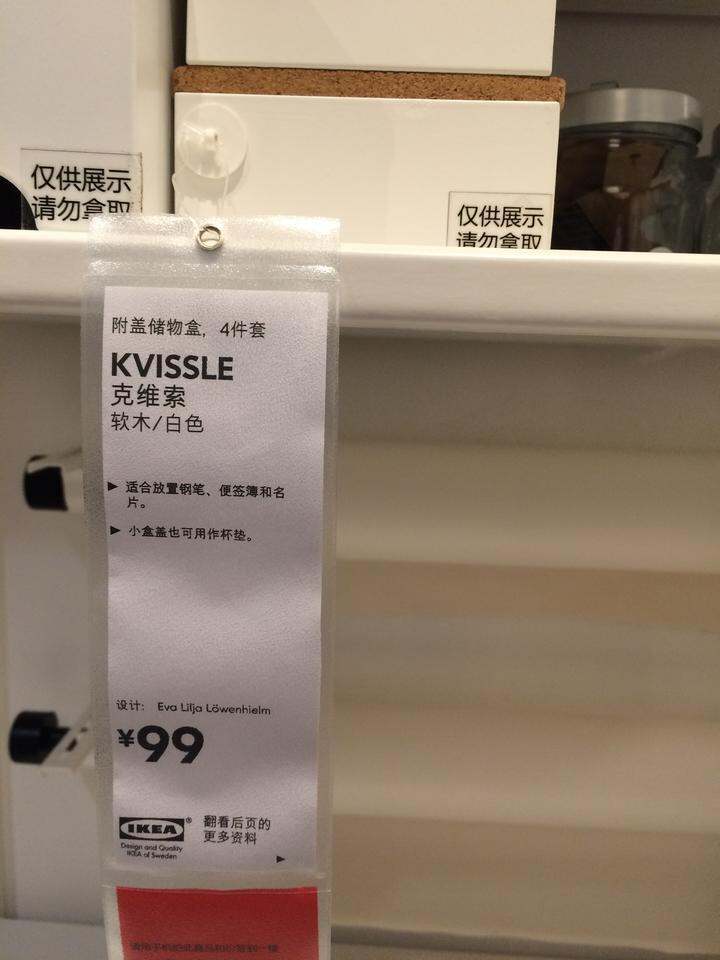 仅供展示
请勿拿取
仅供展示
请勿拿取
附盖储物盒，4件套
KVISSLE
克维索
软木/白色
▶ 适合放置钢笔、便签簿和名
片。
▶ 小盒盖也可用作杯垫。
设计： Eva Lilja Löwenhielm
¥99
IKEA®
Design and Quality
IKEA of Sweden
翻看后页的
更多资料
▶